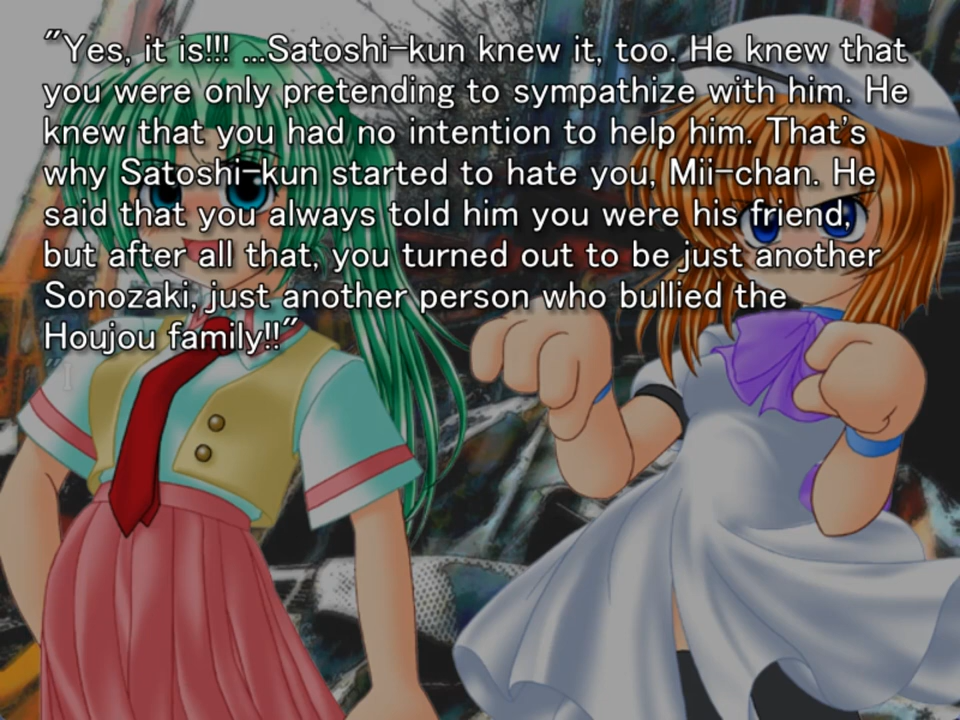 "Yes, it is!!! ...Satoshi-kun knew it, too. He knew that
you were only pretending to sympathize with him. He
knew that you had no intention to help him. That's
why Satoshi-kun started to hate you, Mii-chan. He
said that you always told him you were his friend,
but after all that, you turned out to be just another
Sonozaki, just another person who bullied the
Houjou family!!"
"I